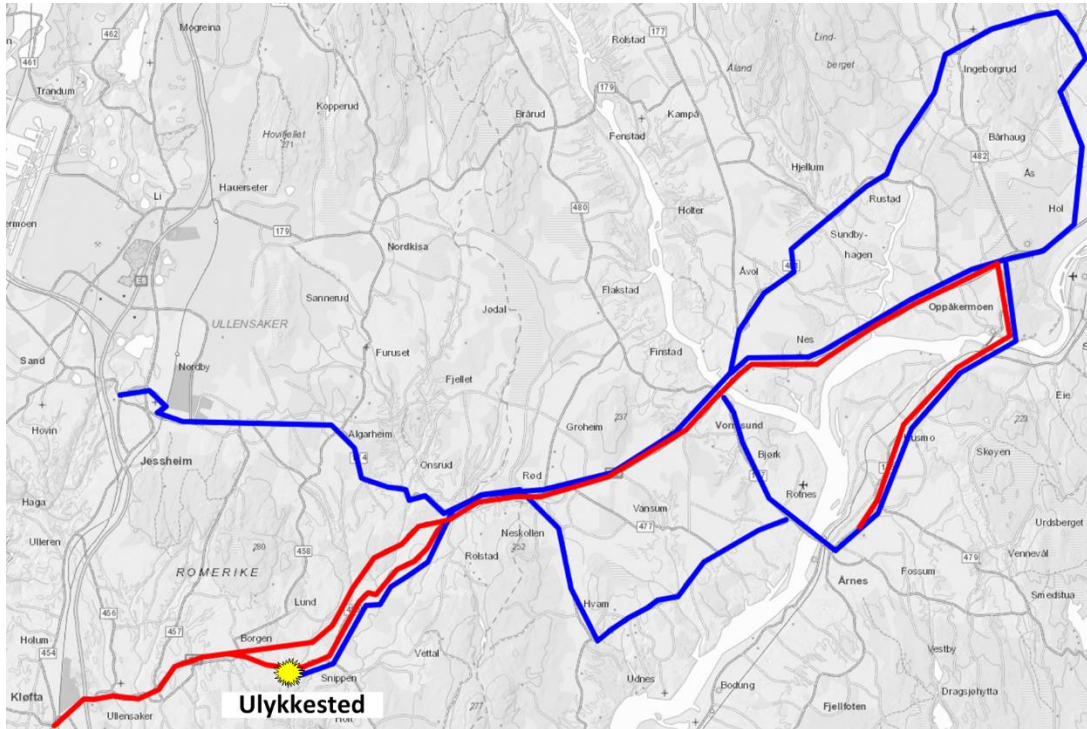 462
Mogreina
461
Trandum
Kopperud
Hovifjellet
271
Brårud
Rolstad
177
Åland
Lind-
berget
179
Kampå
Fenstad
Ingeborgrud
Bårhaug
482
Ås
Hol
Hjellum
Rustad
Sundby-
hagen
Li
Hauerseter
ermoen
179
Nordkisa
480
Holter
Åvol
Flakstad
Jødal
Sannerud
ULLENSAKER
Furuset
Fjellet
Finstad
Nes
Oppåkermoen
Sand
Nordby
Hovin
Jessheim
Algarheim
Onsrud
Groheim
237
Rød
Bjørk
Rotnes
Eie
223
Skøyen
Haga
Ulleren
280
458
Neskollen
Rolstad
252
Vansum
477
Urdsberget
Vennevål
479
Årnes
Fossum
Smedstua
ROMERIKE
Lund
456
457
Holum
454
Borgen
Hvam
Vettal
Snippen
Vestby
Udnes
Bodung
Dragsjøhytta
Kløfta
Ullensaker
277
Fjellfoten
Ulykkested